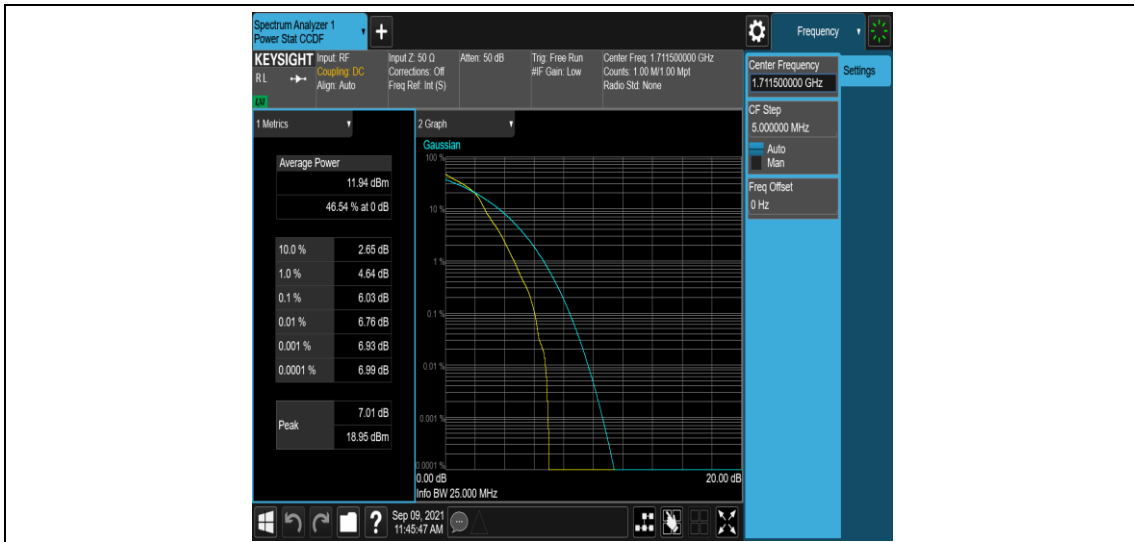 Spectrum Analyzer 1
Power Stat CCDF
+
Frequency
KEYSIGHT
RL
LXI
Input: RF
Coupling: DC
Align: Auto
Input Z: 50 Ω
Corrections: Off
Freq Ref: Int (S)
Atten: 50 dB
Trig: Free Run
#IF Gain: Low
Center Freq: 1.711500000 GHz
Counts: 1.00 M/1.00 Mpt
Radio Std: None
Center Frequency
1.711500000 GHz
Settings
CF Step
5.000000 MHz
Auto
Man
Freq Offset
0 Hz
1 Metrics
Average Power
11.94 dBm
46.54 % at 0 dB
10.0 % 2.65 dB
1.0 % 4.64 dB
0.1 % 6.03 dB
0.01 % 6.76 dB
0.001 % 6.93 dB
0.0001 % 6.99 dB
Peak
7.01 dB
18.95 dBm
2 Graph
Gaussian
100 %
10 %
1 %
0.1 %
0.01 %
0.001 %
0.0001 %
0.00 dB 20.00 dB
Info BW 25.000 MHz
?
Sep 09, 2021
11:45:47 AM